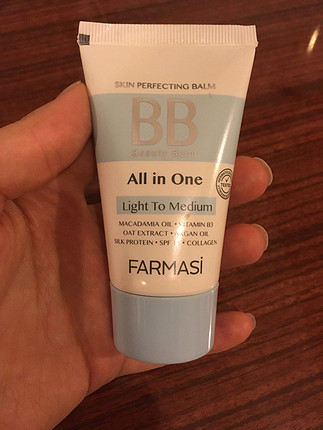 SKIN PERFECTING BALM
BB
Beauty Balm
All in One
Light To Medium
MACADAMIA OIL • VITAMIN B3
OAT EXTRACT • ARGAN OIL
SILK PROTEIN • SPF 15 • COLLAGEN
FARMASi